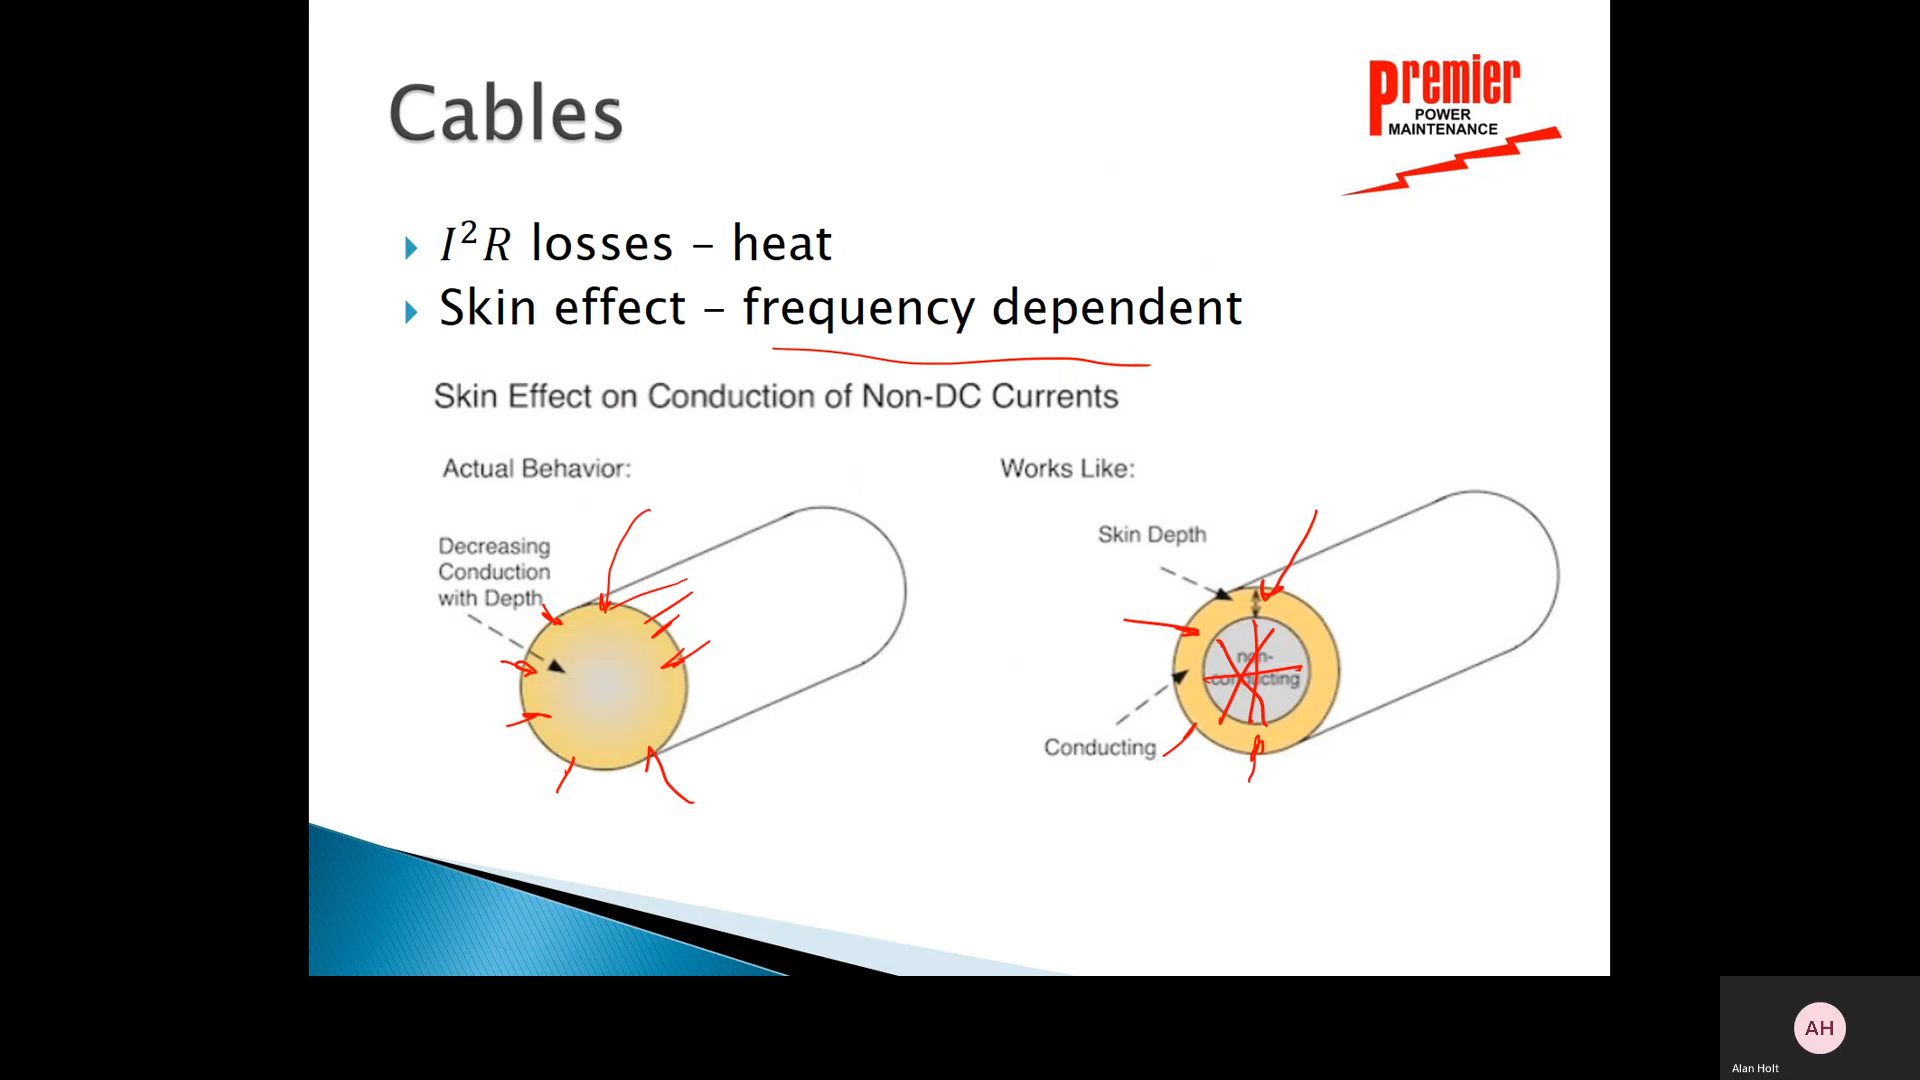 Cables
Premier
POWER
MAINTENANCE
I²R losses – heat
Skin effect – frequency dependent
Skin Effect on Conduction of Non-DC Currents
Actual Behavior:
Works Like:
Decreasing
Conduction
with Depth
Skin Depth
non-
conducting
Conducting
AH
Alan Holt